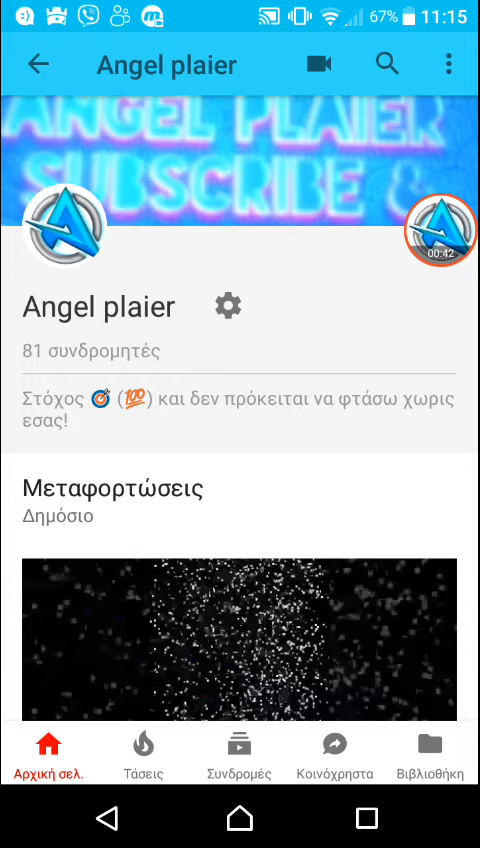 67% 11:15
Angel plaier
ANGEL PLAIER
SUBSCRIBE &
00:42
Angel plaier
81 συνδρομητές
Στόχος 🎯 (💯) και δεν πρόκειται να φτάσω χωρις
εσας!
Μεταφορτώσεις
Δημόσιο
Αρχική σελ. Τάσεις Συνδρομές Κοινόχρηστα Βιβλιοθήκη